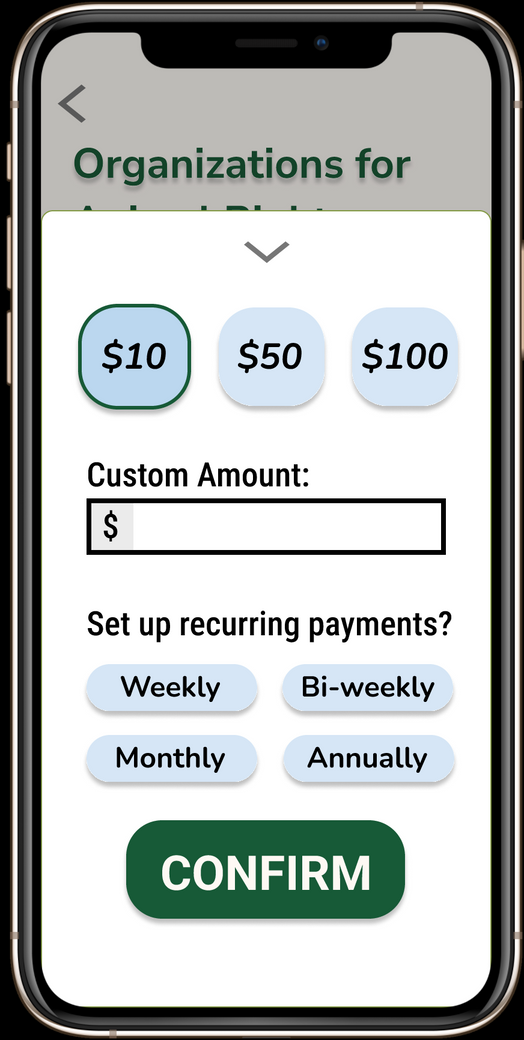 Organizations for
$10 $50 $100
Custom Amount:
$
Set up recurring payments?
Weekly Bi-weekly
Monthly Annually
CONFIRM